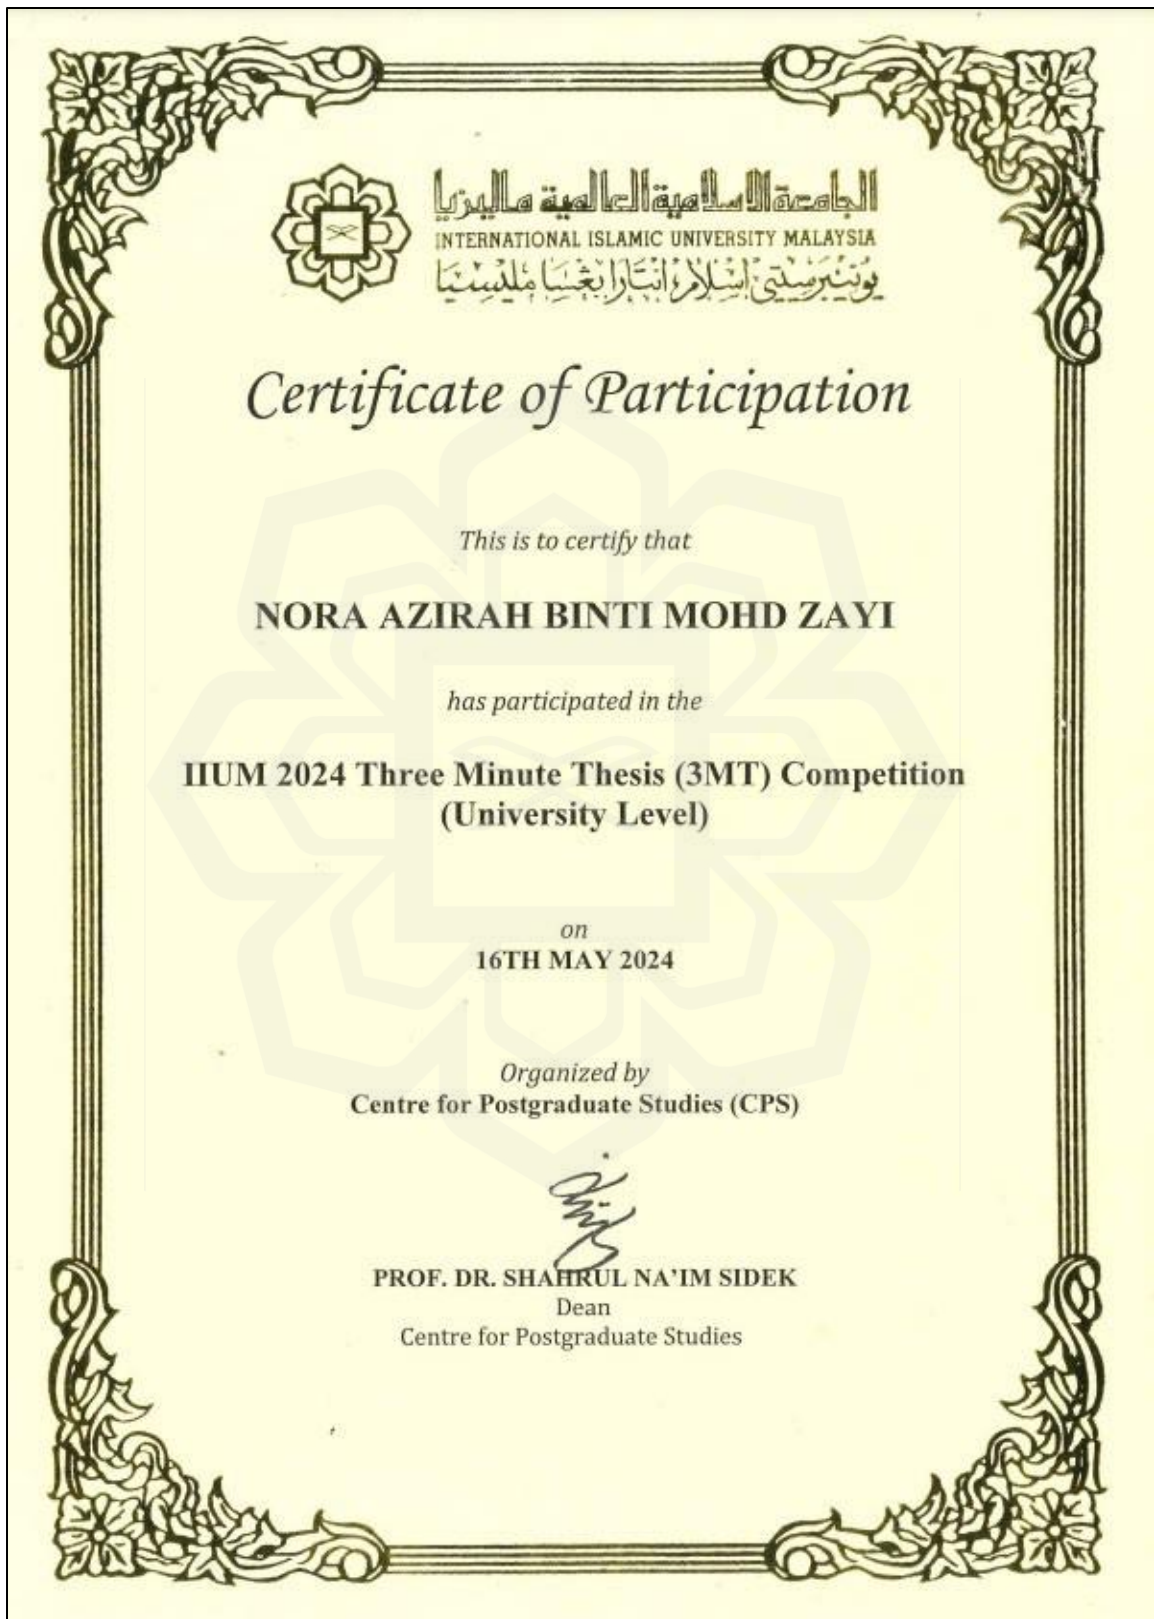 الجامعة الإسلامية العالمية ماليزيا
INTERNATIONAL ISLAMIC UNIVERSITY MALAYSIA
يونيۏرسيتي اسلام انتارابڠسا مليسيا
Certificate of Participation
This is to certify that
NORA AZIRAH BINTI MOHD ZAYI
has participated in the
IIUM 2024 Three Minute Thesis (3MT) Competition
(University Level)
on
16TH MAY 2024
Organized by
Centre for Postgraduate Studies (CPS)
PROF. DR. SHAHRUL NA'IM SIDEK
Dean
Centre for Postgraduate Studies